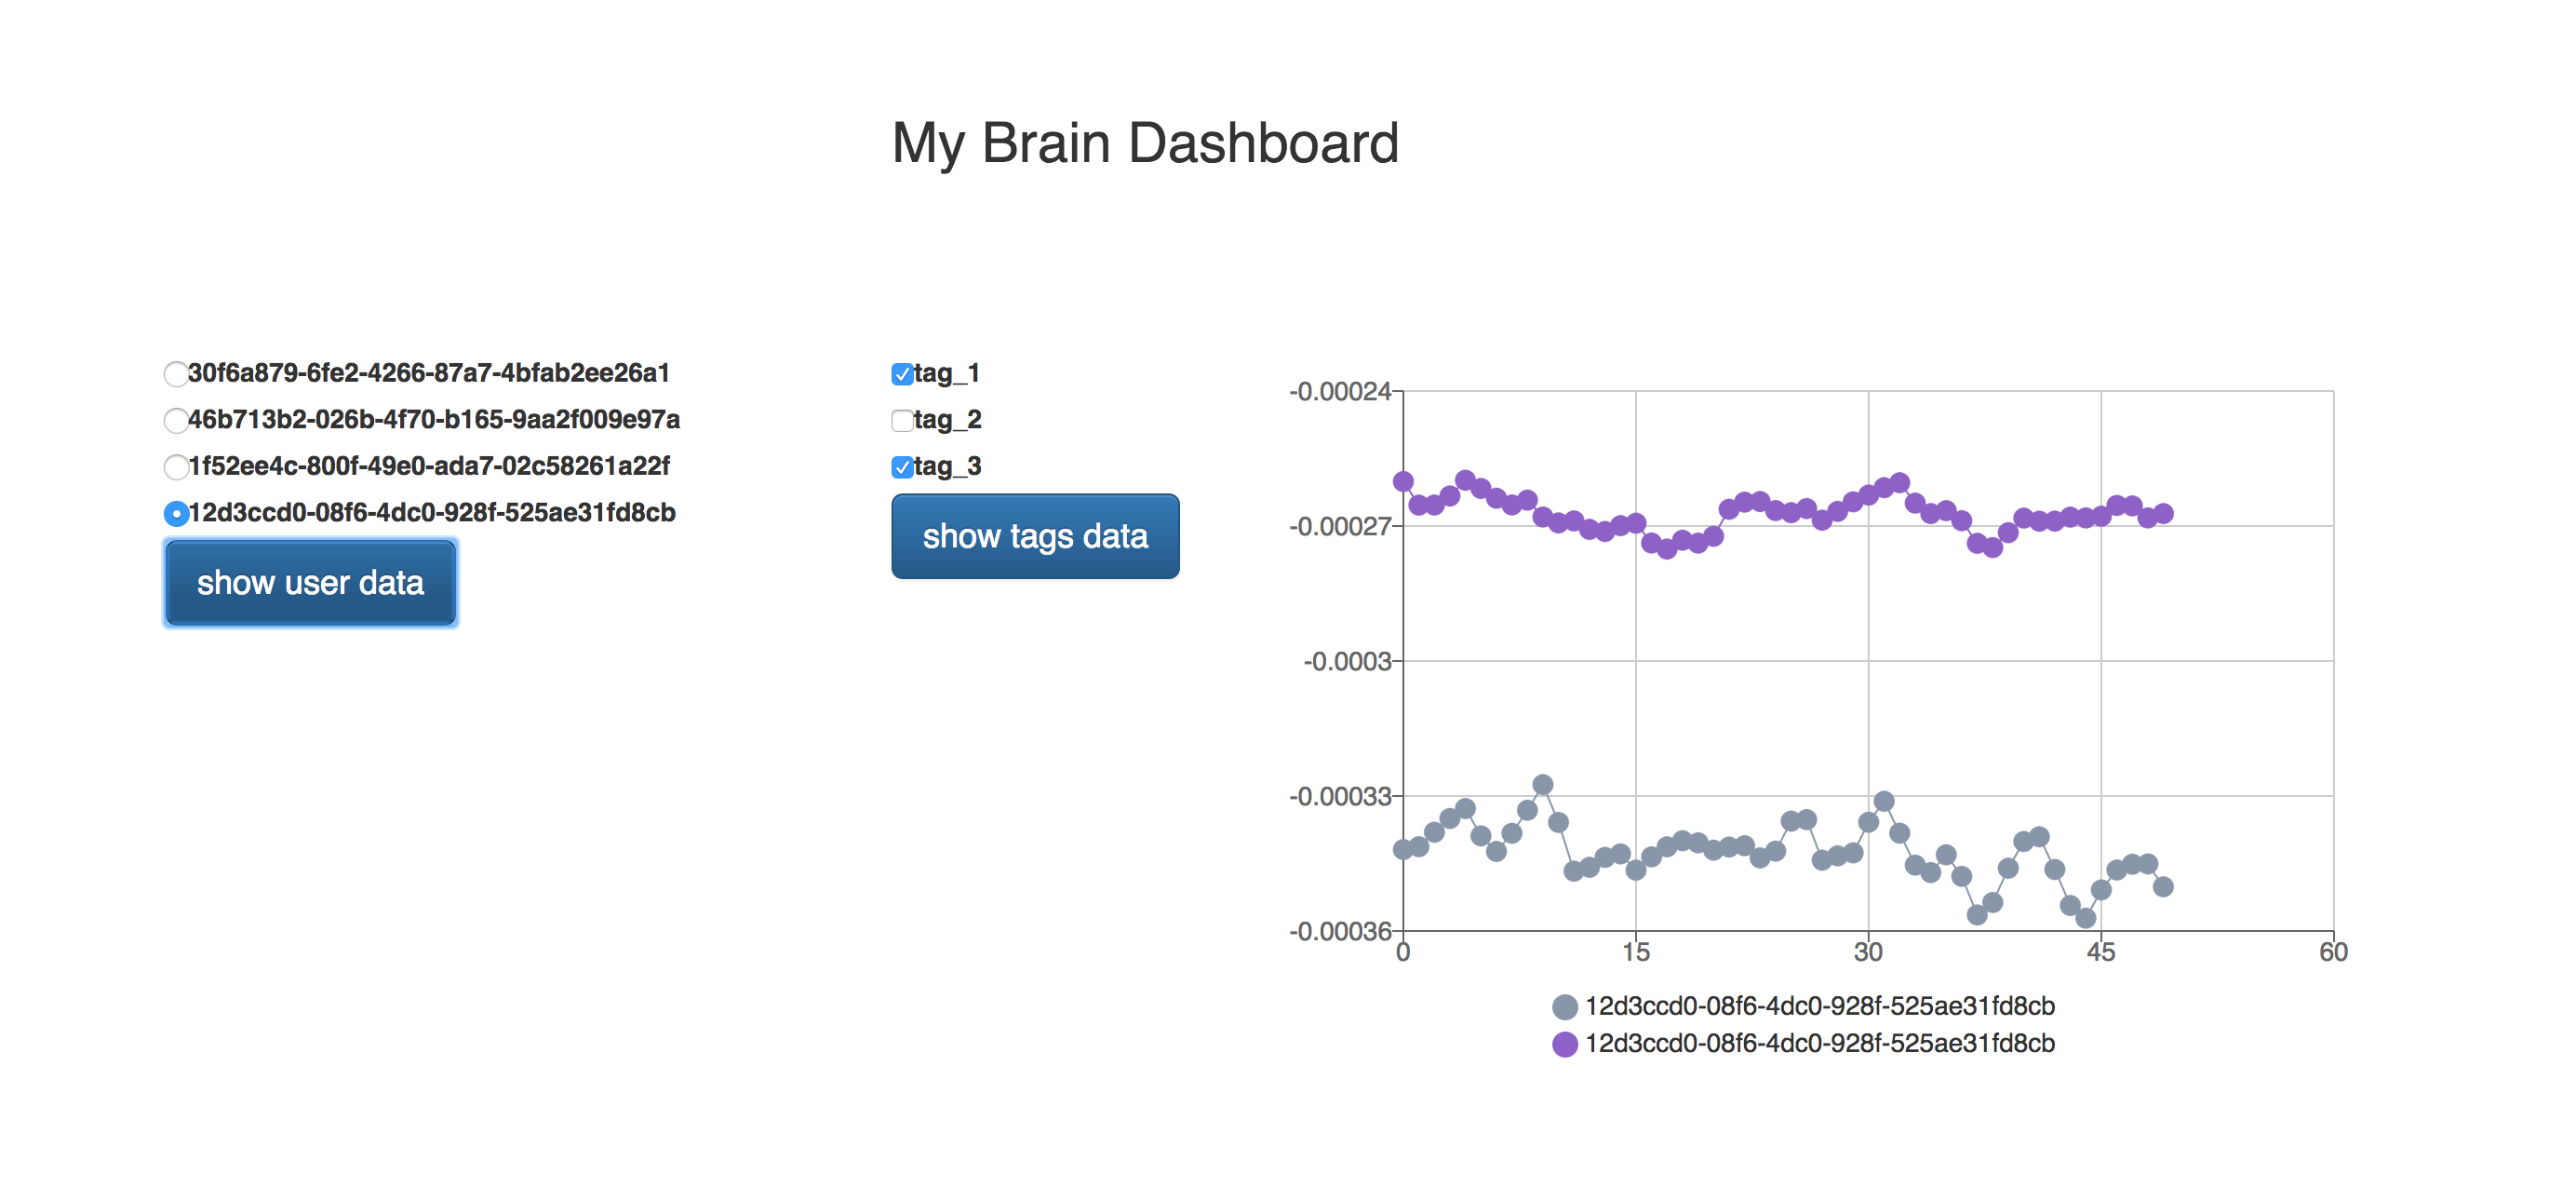 My Brain Dashboard
30f6a879-6fe2-4266-87a7-4bfab2ee26a1
46b713b2-026b-4f70-b165-9aa2f009e97a
1f52ee4c-800f-49e0-ada7-02c58261a22f
12d3ccd0-08f6-4dc0-928f-525ae31fd8cb
show user data
tag_1
tag_2
tag_3
show tags data
-0.00024
-0.00027
-0.0003
-0.00033
-0.00036
0 15 30 45 60
12d3ccd0-08f6-4dc0-928f-525ae31fd8cb
12d3ccd0-08f6-4dc0-928f-525ae31fd8cb